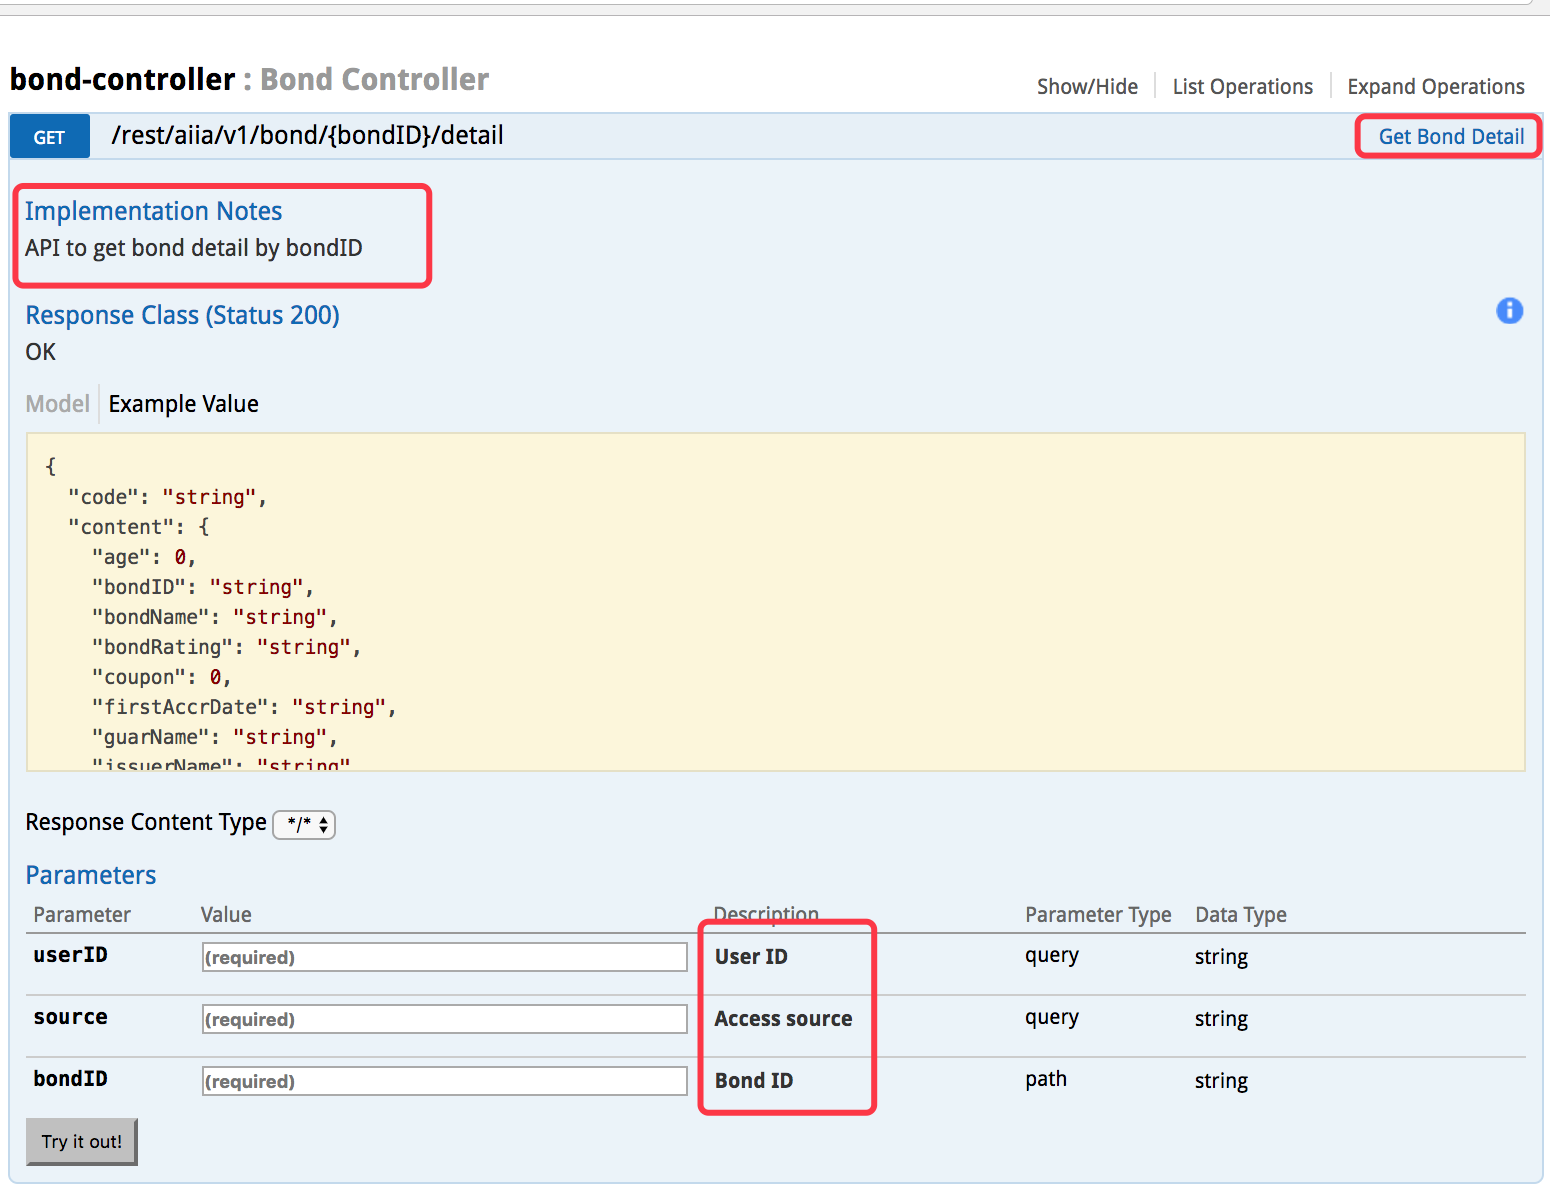 bond-controller : Bond Controller
Show/Hide
List Operations
Expand Operations
GET /rest/aiia/v1/bond/{bondID}/detail
Get Bond Detail
Implementation Notes
API to get bond detail by bondID
Response Class (Status 200)
OK
Model
Example Value
{
"code": "string",
"content": {
"age": 0,
"bondID": "string",
"bondName": "string",
"bondRating": "string",
"coupon": 0,
"firstAccrDate": "string",
"guarName": "string",
"issuerName": "string"
Response Content Type */*
Parameters
Parameter Value Description Parameter Type Data Type
userID (required) User ID query string
source (required) Access source query string
bondID (required) Bond ID path string
Try it out!